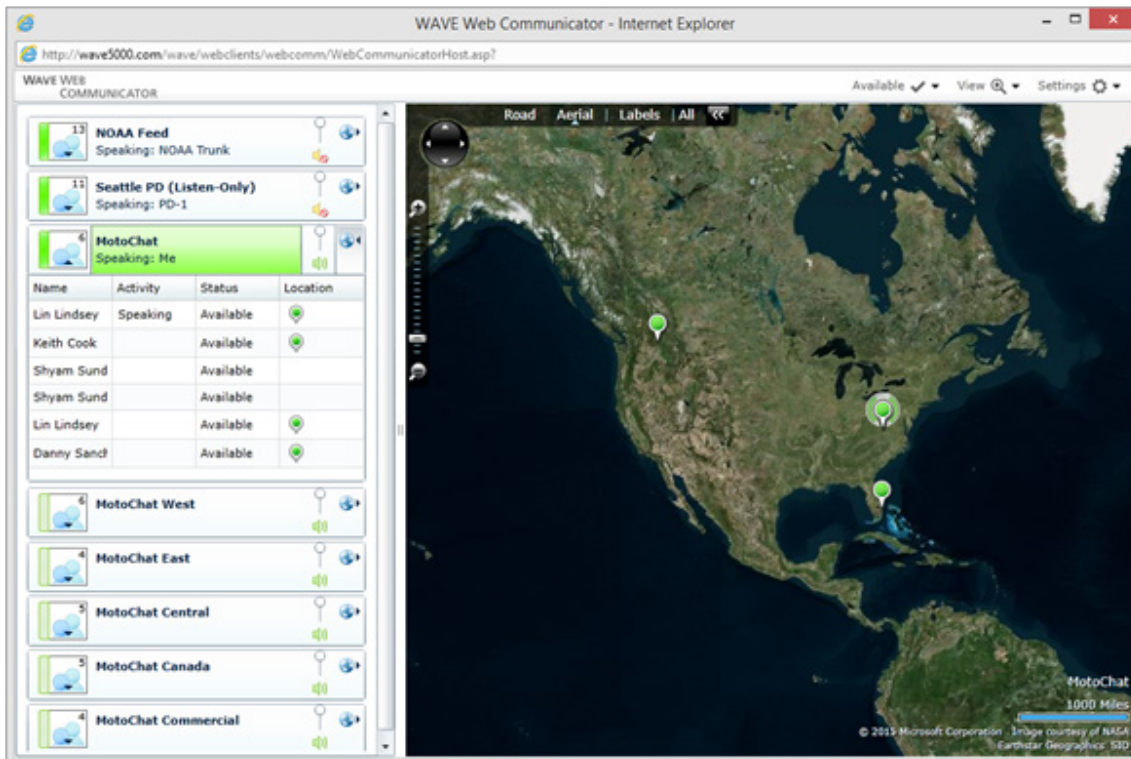 WAVE Web Communicator - Internet Explorer
http://wave5000.com/wave/webclients/webcomm/WebCommunicatorHost.asp?
WAVE WEB
COMMUNICATOR
Available
View
Settings
13
NOAA Feed
Speaking: NOAA Trunk
11
Seattle PD (Listen-Only)
Speaking: PD-1
6
MotoChat
Speaking: Me
Name Activity Status Location
Lin Lindsey Speaking Available
Keith Cook Available
Shyam Sund Available
Shyam Sund Available
Lin Lindsey Available
Danny Sanch Available
6
MotoChat West
4
MotoChat East
5
MotoChat Central
5
MotoChat Canada
4
MotoChat Commercial
Road Aerial | Labels | All <<
MotoChat
1000 Miles
© 2015 Microsoft Corporation Image courtesy of NASA
Earthstar Geographics SIO